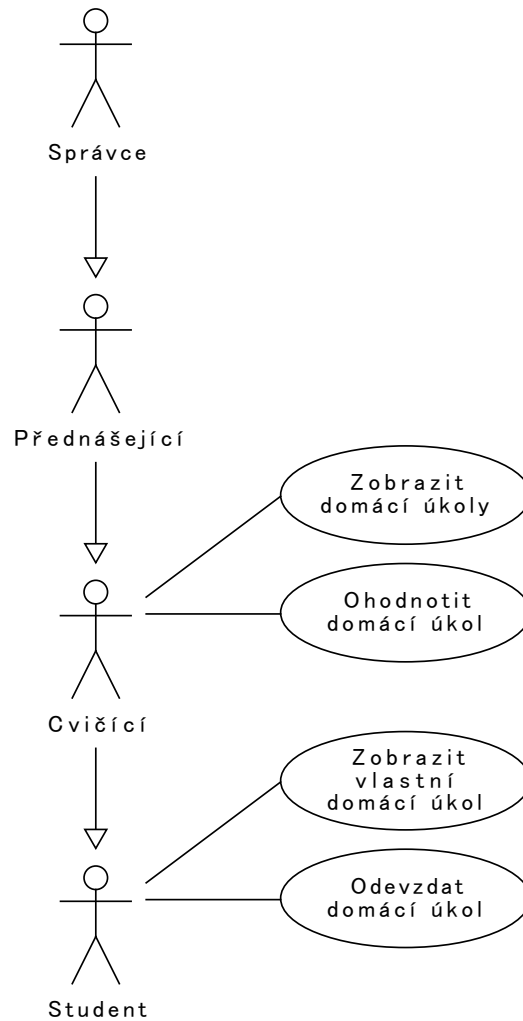 Správce
Přednášející
Zobrazit
domácí úkoly
Ohodnotit
domácí úkol
Cvičící
Zobrazit
vlastní
domácí úkol
Odevzdat
domácí úkol
Student